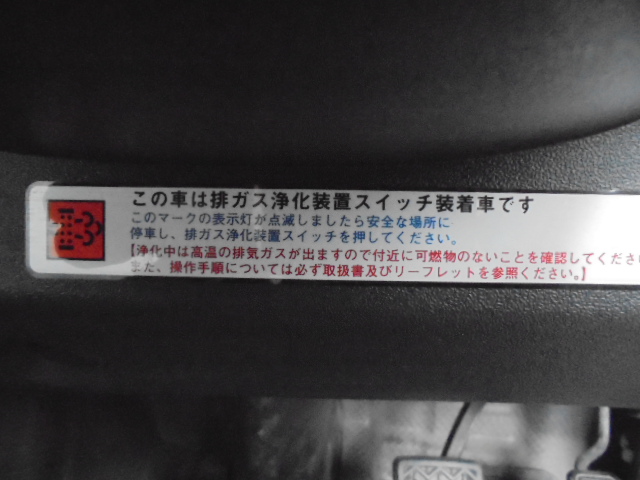 この車は排ガス浄化装置スイッチ装着車です
このマークの表示灯が点滅しましたら安全な場所に
停車し、排ガス浄化装置スイッチを押してください。
【浄化中は高温の排気ガスが出ますので付近に可燃物のないことを確認してくださ
また、操作手順については必ず取扱書及びリーフレットを参照ください。】